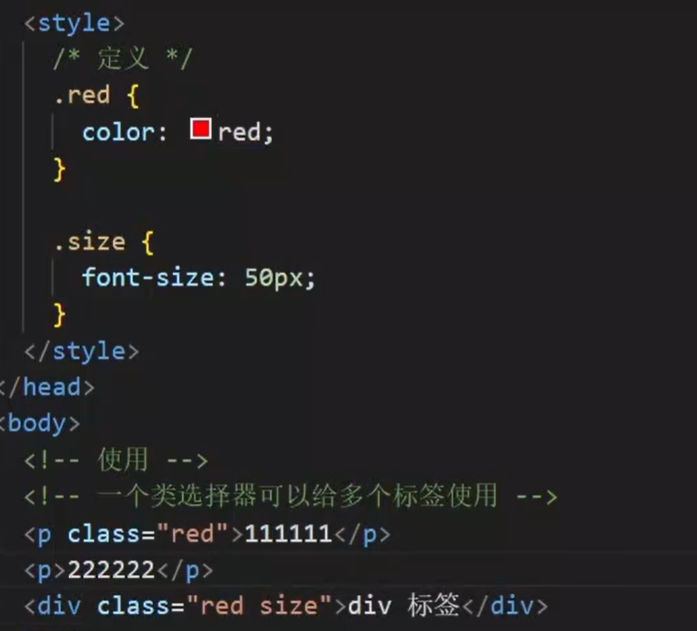 <style>
/* 定义 */
.red {
color: red;
}
.size {
font-size: 50px;
}
</style>
</head>
<body>
<!-- 使用 -->
<!-- 一个类选择器可以给多个标签使用 -->
<p class="red">111111</p>
<p>222222</p>
<div class="red size">div 标签</div>